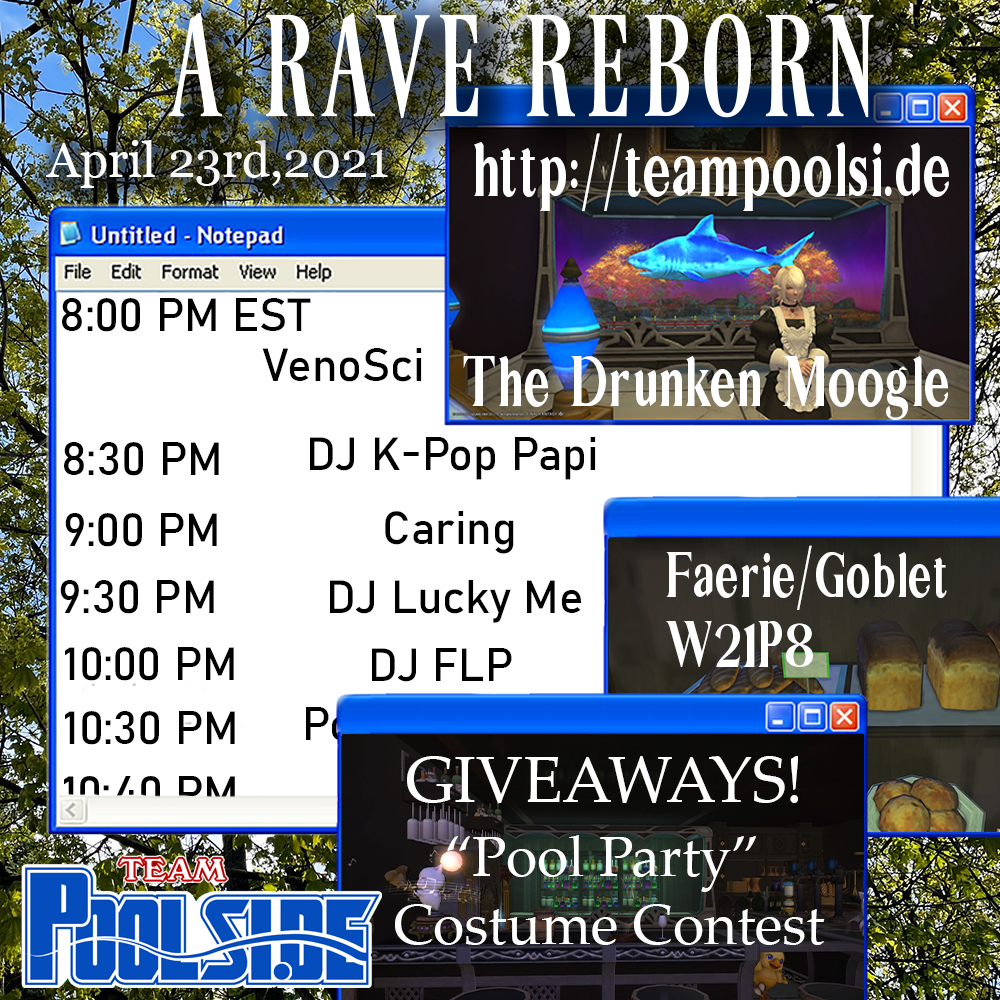 A RAVE REBORN
April 23rd,2021
http://teampoolsi.de
The Drunken Moogle
Untitled - Notepad
File Edit Format View Help
8:00 PM EST
VenoSci
8:30 PM DJ K-Pop Papi
9:00 PM Caring
9:30 PM DJ Lucky Me
10:00 PM DJ FLP
10:30 PM
10:40 PM
Faerie/Goblet
W21P8
GIVEAWAYS!
“Pool Party”
Costume Contest
TEAM
POOLSI.DE